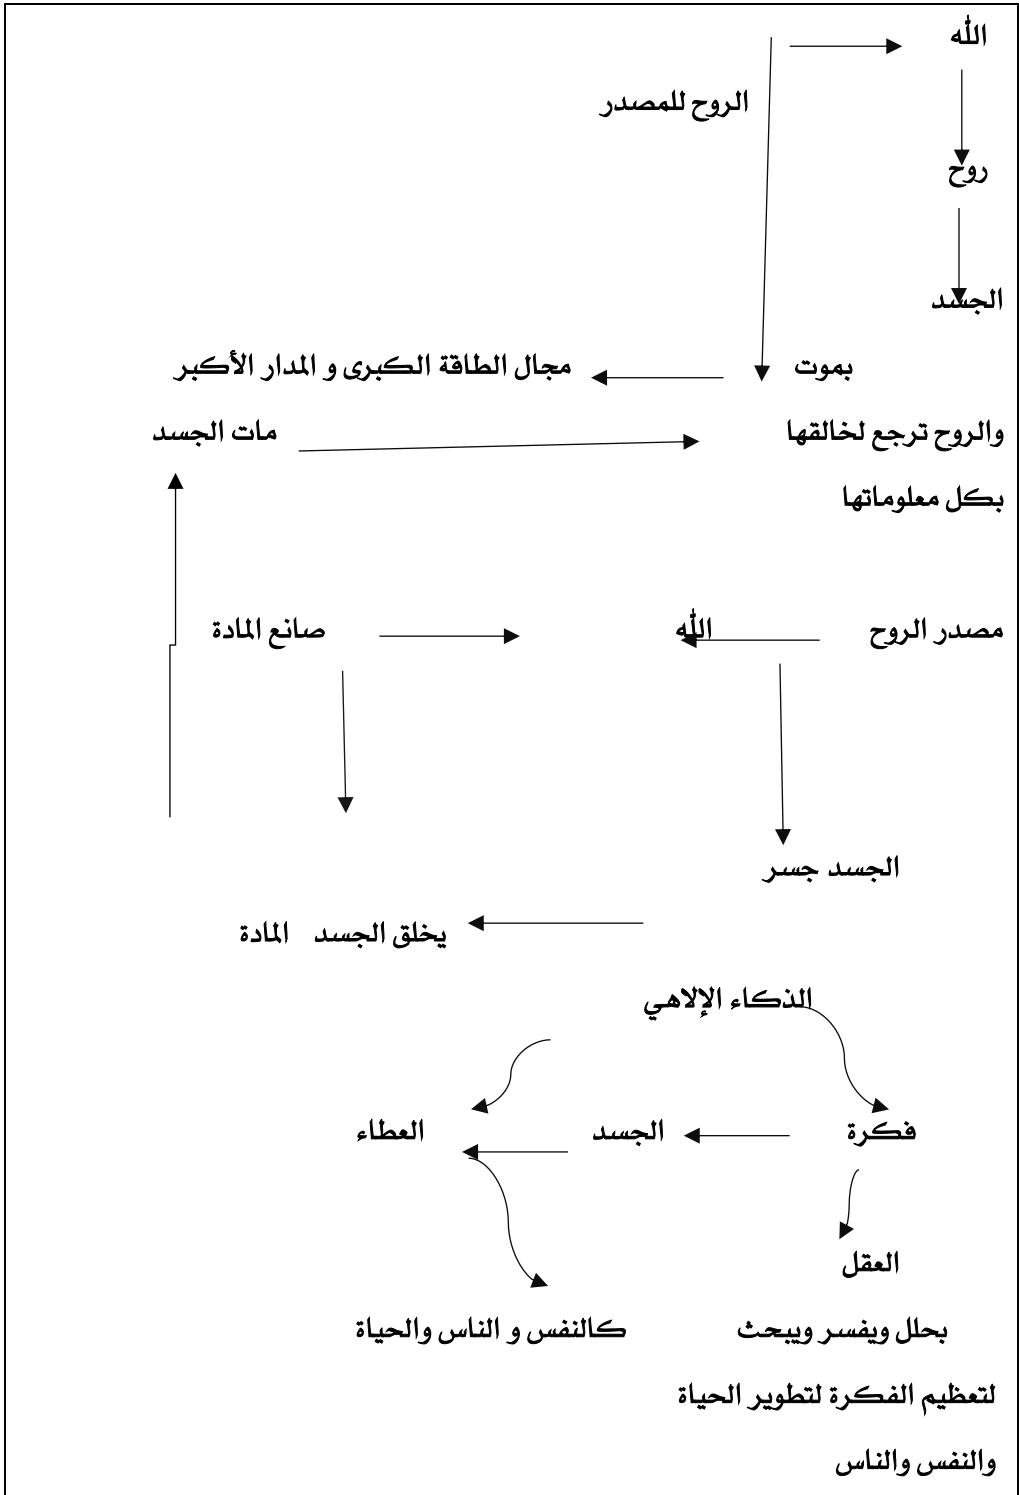 الله
الروح للمصدر
روح
الجسد
بموت مجال الطاقة الكبرى و المدار الأكبر
والروح ترجع لخالقها مات الجسد
بكل معلوماتها
مصدر الروح الله صانع المادة
الجسد جسر
يخلق الجسد المادة
الذكاء الإلاهي
فكرة الجسد العطاء
العقل
بحلل ويفسر ويبحث كالنفس و الناس والحياة
لتعظيم الفكرة لتطوير الحياة
والنفس والناس